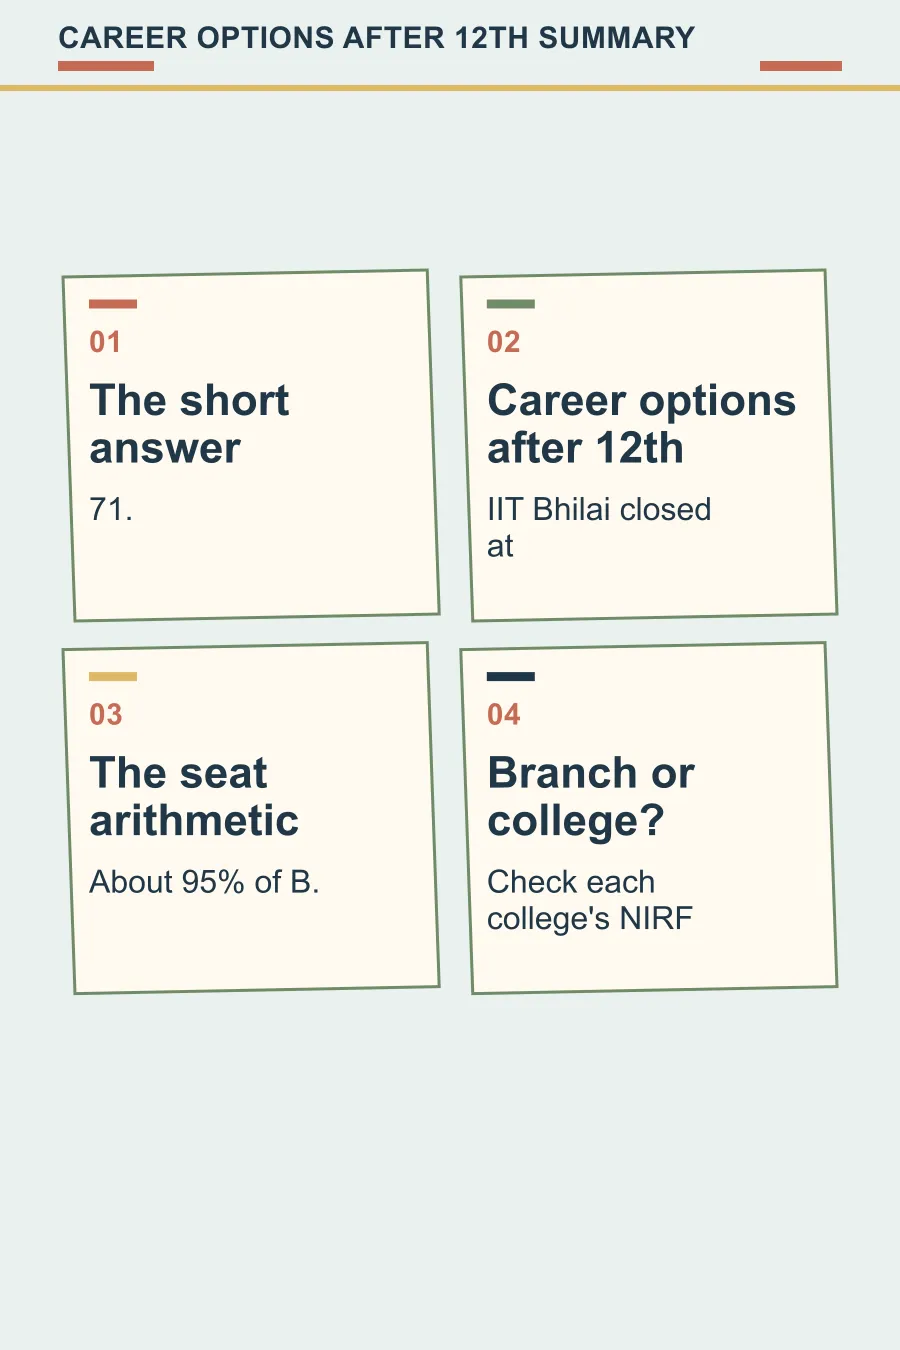 CAREER OPTIONS AFTER 12TH SUMMARY
01
The short
answer
71.
02
Career options
after 12th
IIT Bhilai closed
at
03
The seat
arithmetic
About 95% of B.
04
Branch or
college?
Check each
college's NIRF